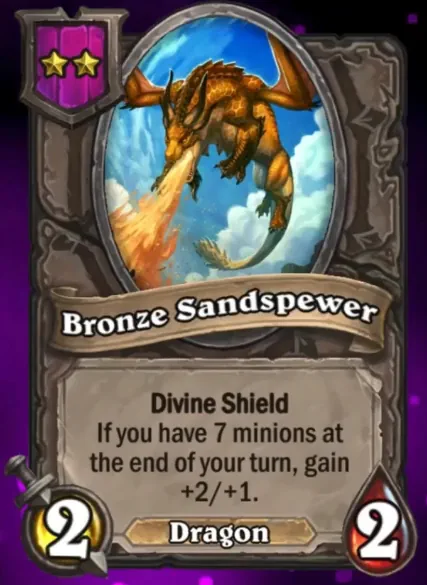 Bronze Sandspewer
Divine Shield
If you have 7 minions at
the end of your turn, gain
+2/+1.
2
Dragon
2